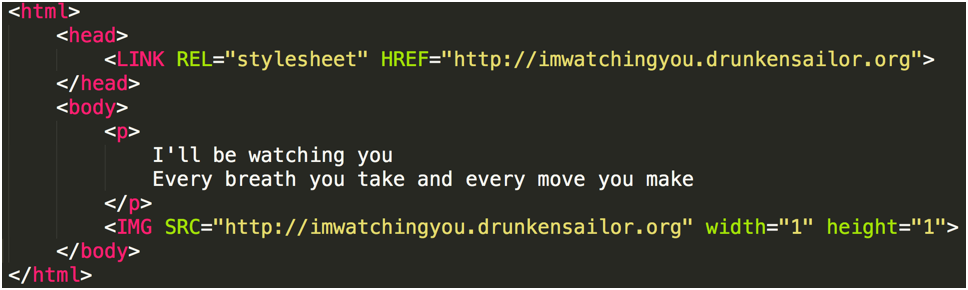 <html>
<head>
<LINK REL="stylesheet" HREF="http://imwatchingyou.drunkensailor.org">
</head>
<body>
<p>
I'll be watching you
Every breath you take and every move you make
</p>
<IMG SRC="http://imwatchingyou.drunkensailor.org" width="1" height="1">
</body>
</html>